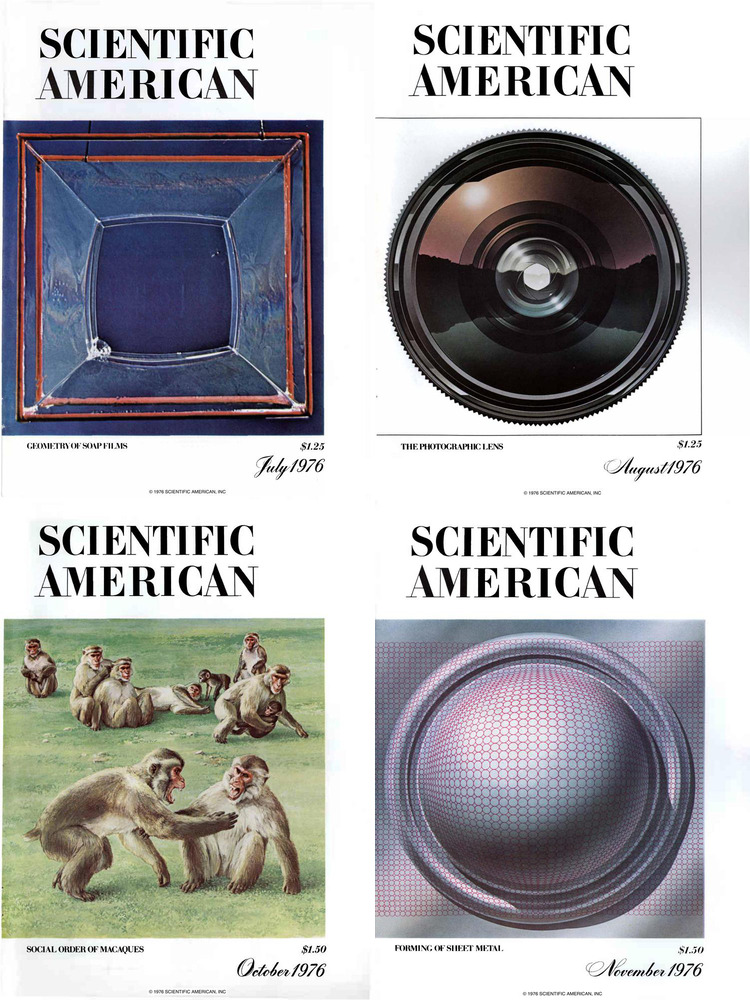 SCIENTIFIC
AMERICAN
GEOMETRY OF SOAP FILMS
$1.25
July 1976
© 1976 SCIENTIFIC AMERICAN, INC
SCIENTIFIC
AMERICAN
THE PHOTOGRAPHIC LENS
$1.25
August 1976
© 1976 SCIENTIFIC AMERICAN, INC
SCIENTIFIC
AMERICAN
SOCIAL ORDER OF MACAQUES
$1.50
October 1976
© 1976 SCIENTIFIC AMERICAN, INC
SCIENTIFIC
AMERICAN
FORMING OF SHEET METAL
$1.50
November 1976
© 1976 SCIENTIFIC AMERICAN, INC